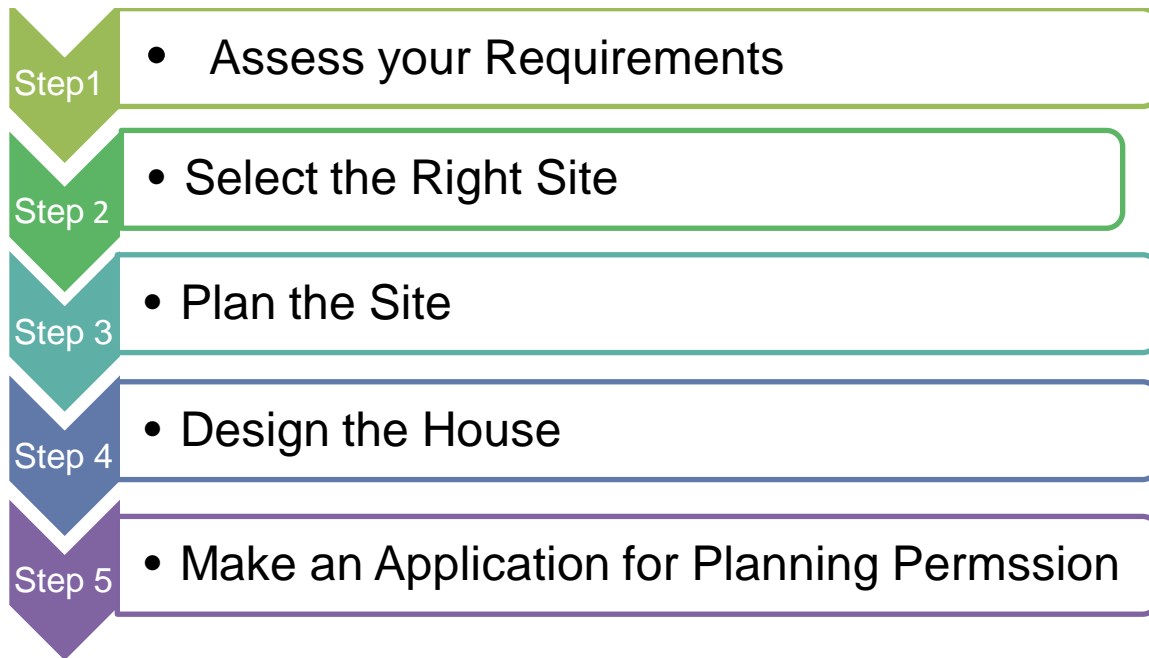 Step1
• Assess your Requirements
Step 2
• Select the Right Site
Step 3
• Plan the Site
Step 4
• Design the House
Step 5
• Make an Application for Planning Permssion